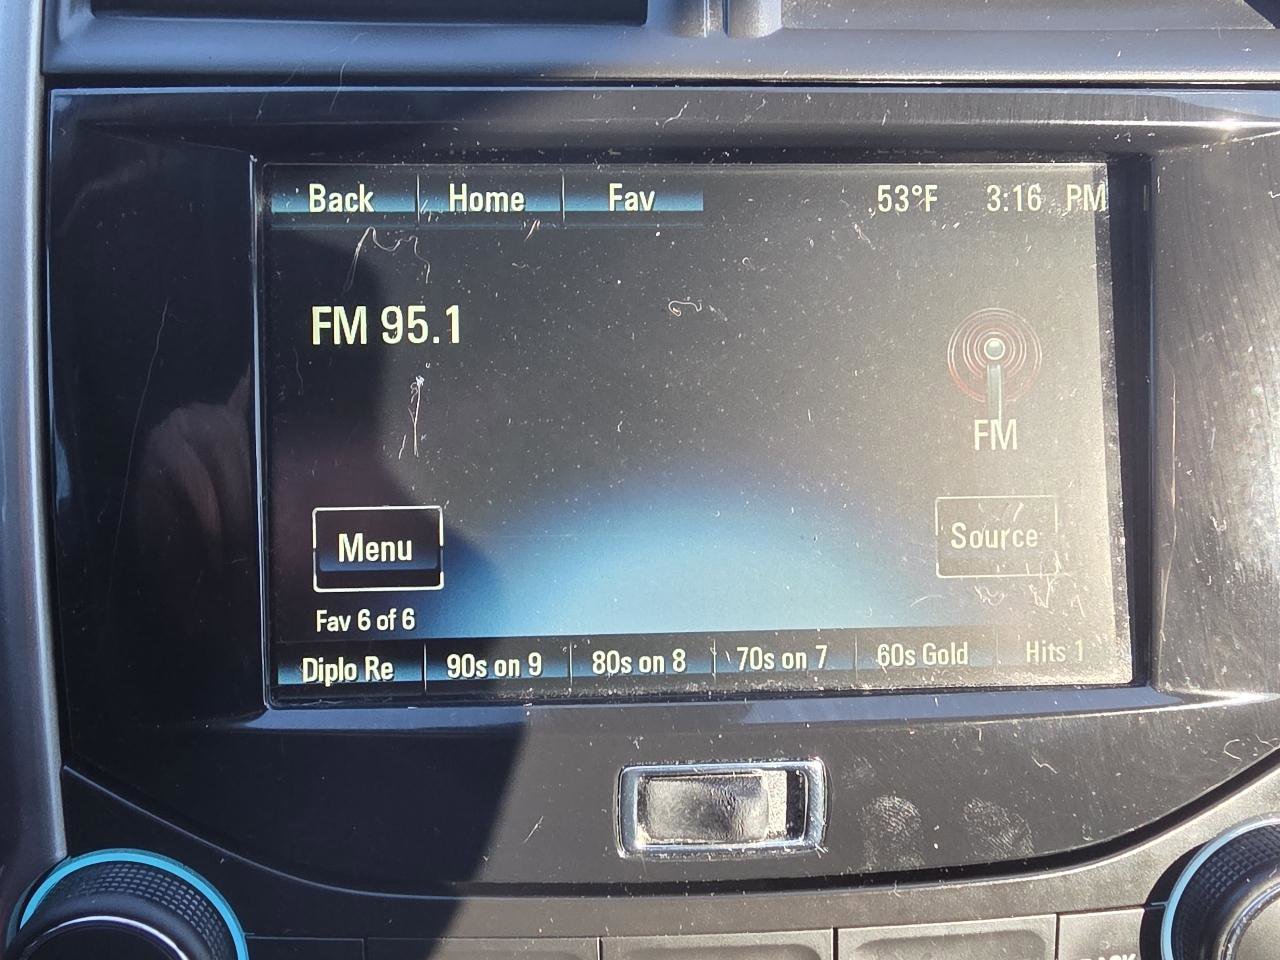 Back Home Fav 53°F 3:16 PM
FM 95.1
FM
Menu Source
Fav 6 of 6
Diplo Re 90s on 9 80s on 8 70s on 7 60s Gold Hits 1